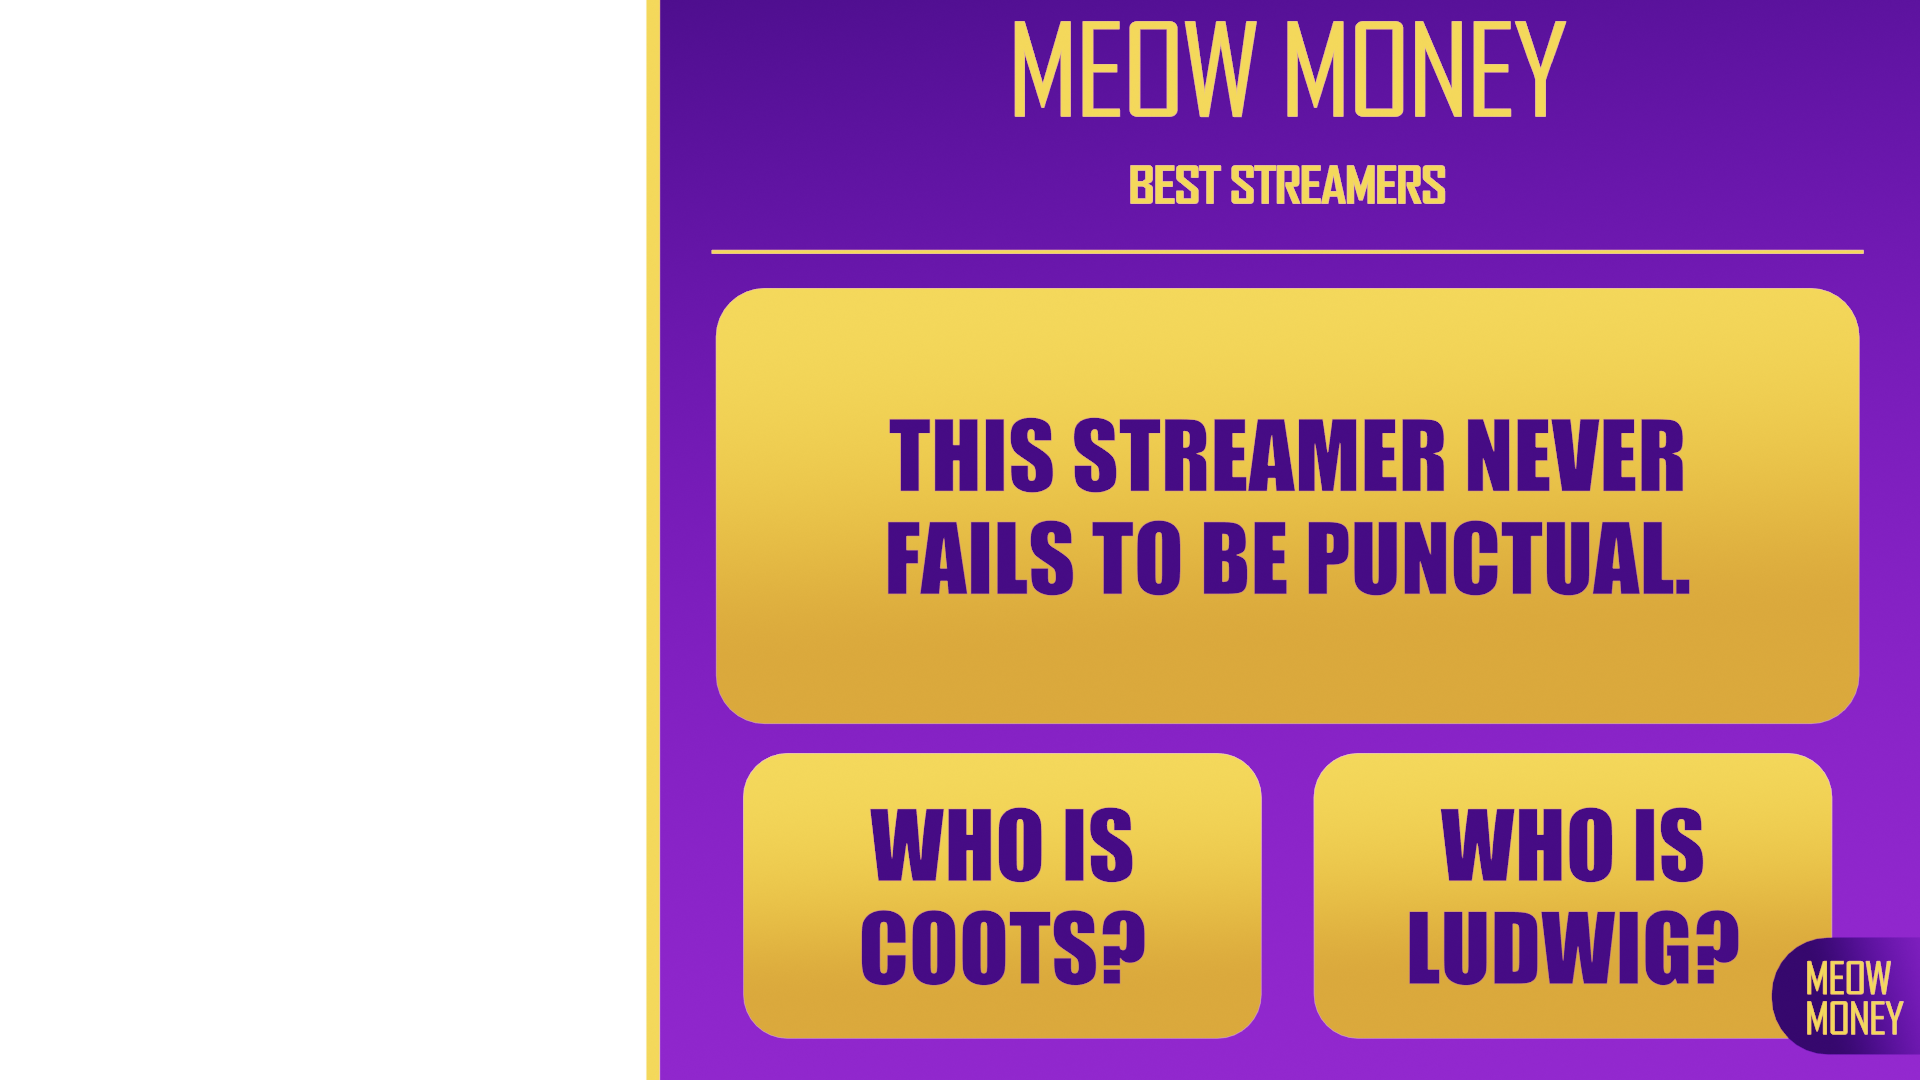 MEOW MONEY
BEST STREAMERS
THIS STREAMER NEVER
FAILS TO BE PUNCTUAL.
WHO IS
COOTS?
WHO IS
LUDWIG?
MEOW
MONEY